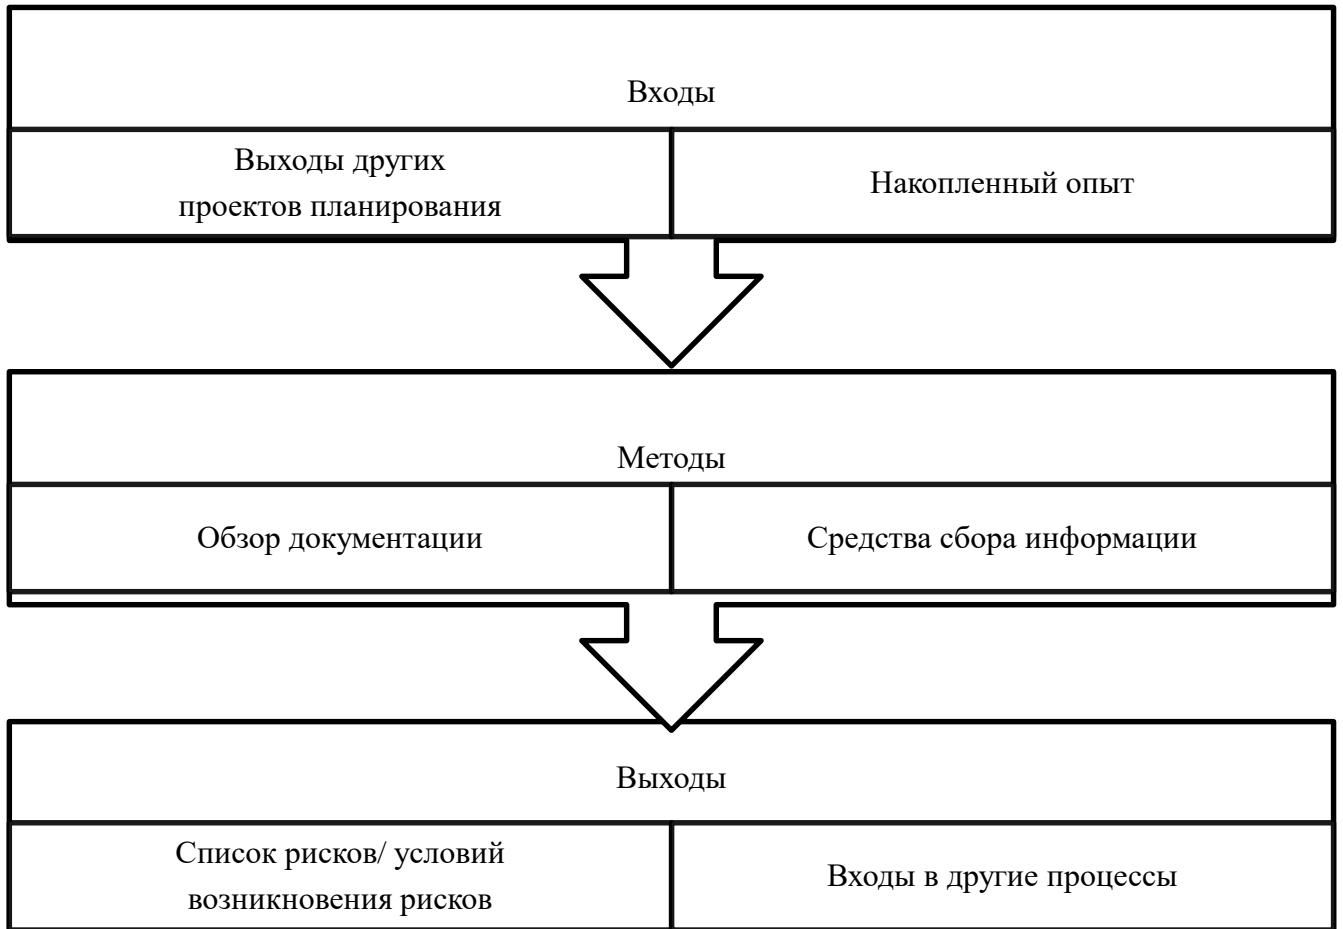 Входы
Выходы других
проектов планирования
Накопленный опыт
Методы
Обзор документации
Средства сбора информации
Выходы
Список рисков/ условий
возникновения рисков
Входы в другие процессы